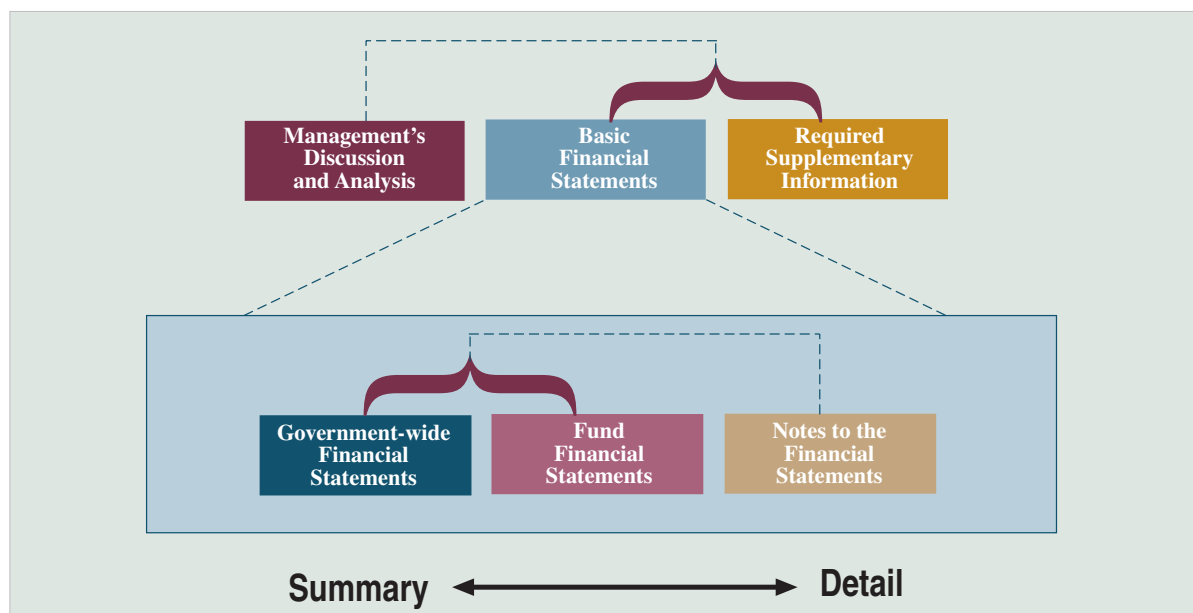 Management's
Discussion
and Analysis
Basic
Financial
Statements
Required
Supplementary
Information
Government-wide
Financial
Statements
Fund
Financial
Statements
Notes to the
Financial
Statements
Summary
Detail